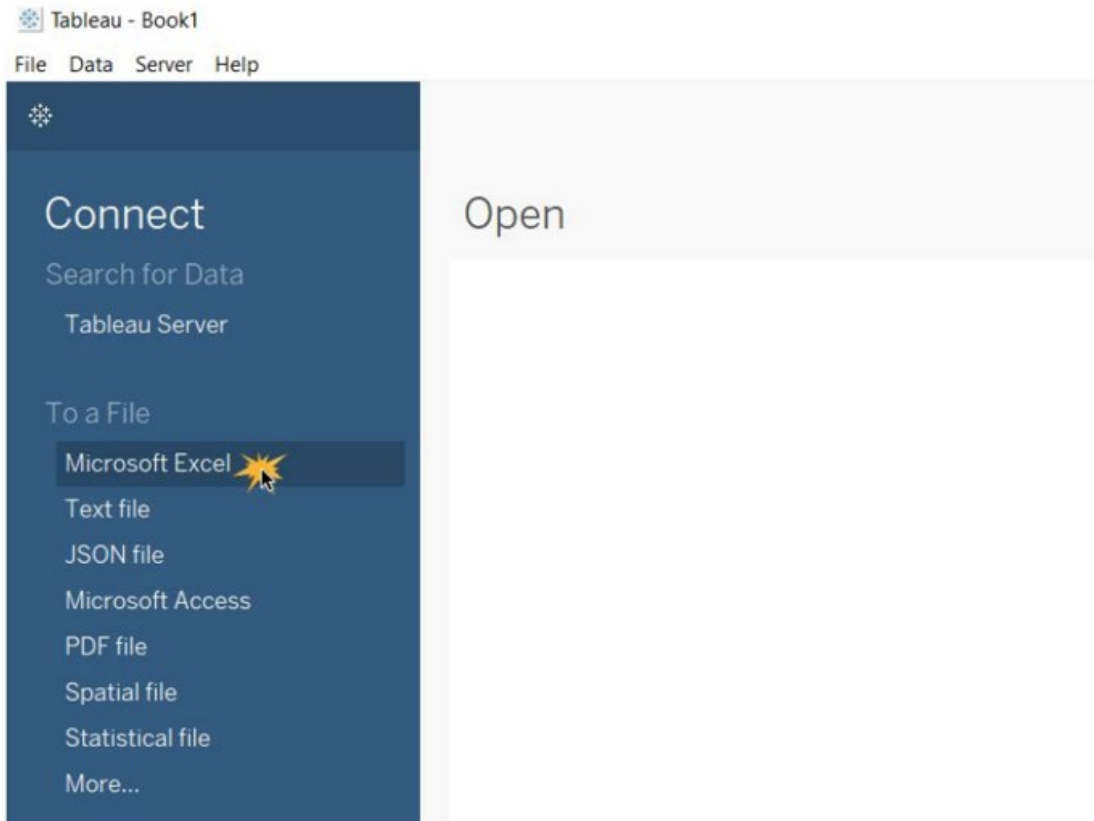 Tableau - Book1
File Data Server Help
Connect
Open
Search for Data
Tableau Server
To a File
Microsoft Excel
Text file
JSON file
Microsoft Access
PDF file
Spatial file
Statistical file
More...